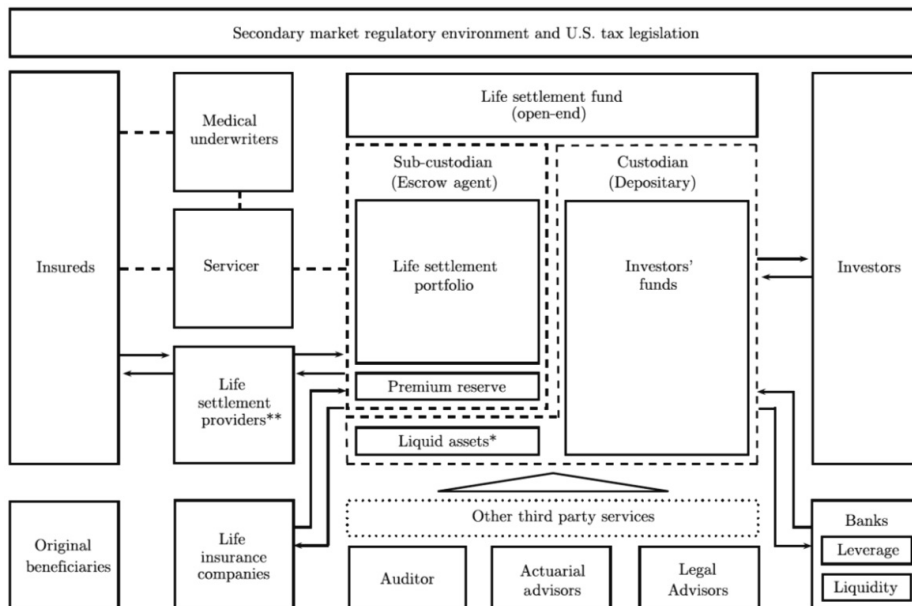 Secondary market regulatory environment and U.S. tax legislation
Insureds
Medical
underwriters
Servicer
Life
settlement
providers**
Life settlement fund
(open-end)
Sub-custodian
(Escrow agent)
Life settlement
portfolio
Premium reserve
Liquid assets*
Custodian
(Depositary)
Investors'
funds
Investors
Original
beneficiaries
Life
insurance
companies
Other third party services
Auditor
Actuarial
advisors
Legal
Advisors
Banks
Leverage
Liquidity